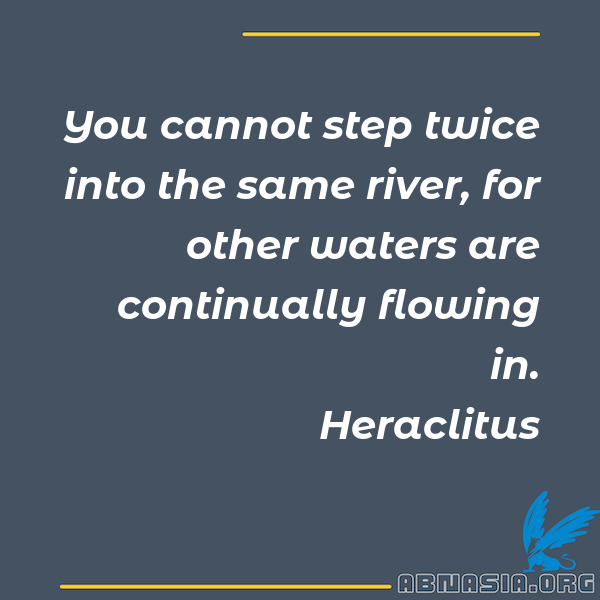 You cannot step twice
into the same river, for
other waters are
continually flowing
in.
Heraclitus
ABNASIA.ORG